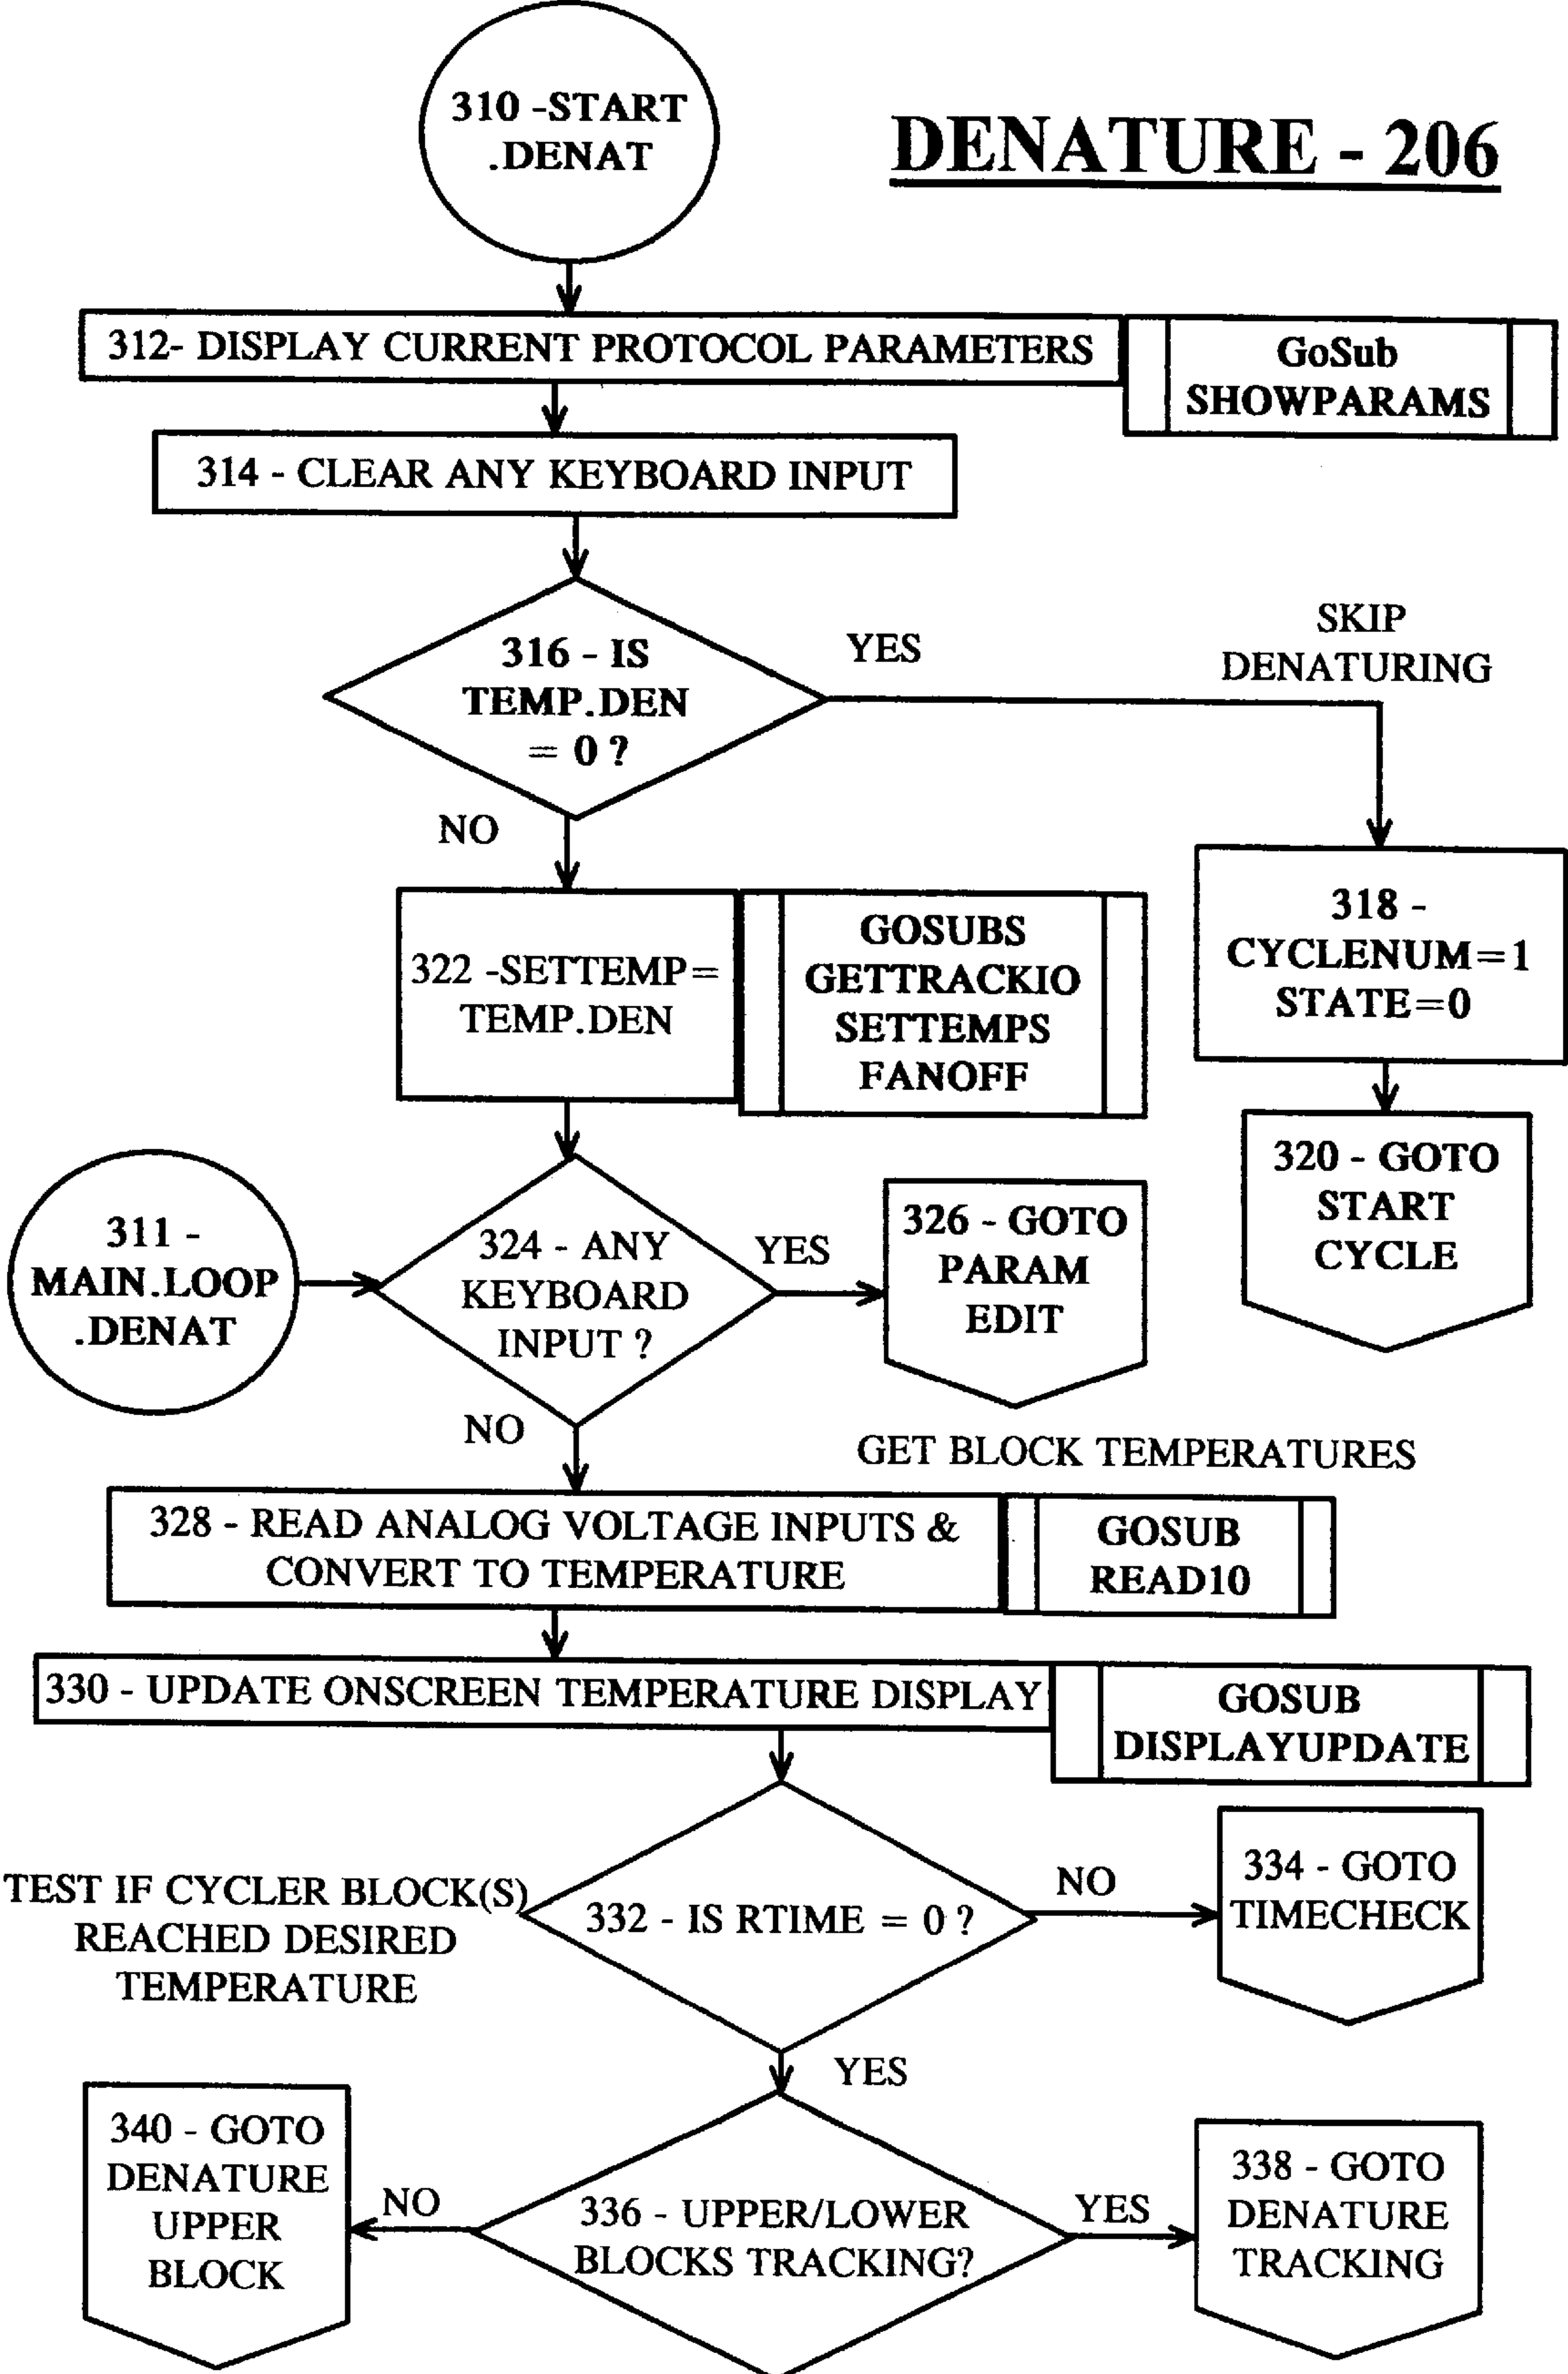 310 -START
.DENAT
DENATURE - 206
312- DISPLAY CURRENT PROTOCOL PARAMETERS
GoSub
SHOWPARAMS
314 - CLEAR ANY KEYBOARD INPUT
316 - IS
TEMP.DEN
= 0 ?
YES
SKIP
DENATURING
NO
318 -
CYCLENUM=1
STATE=0
322 -SETTEMP=
TEMP.DEN
GOSUBS
GETTRACKIO
SETTEMPS
FANOFF
320 - GOTO
START
CYCLE
311 -
MAIN.LOOP
.DENAT
324 - ANY
KEYBOARD
INPUT ?
YES
326 - GOTO
PARAM
EDIT
NO
GET BLOCK TEMPERATURES
328 - READ ANALOG VOLTAGE INPUTS &
CONVERT TO TEMPERATURE
GOSUB
READ10
330 - UPDATE ONSCREEN TEMPERATURE DISPLAY
GOSUB
DISPLAYUPDATE
TEST IF CYCLER BLOCK(S)
REACHED DESIRED
TEMPERATURE
332 - IS RTIME = 0 ?
NO
334 - GOTO
TIMECHECK
YES
340 - GOTO
DENATURE
UPPER
BLOCK
NO
336 - UPPER/LOWER
BLOCKS TRACKING?
YES
338 - GOTO
DENATURE
TRACKING